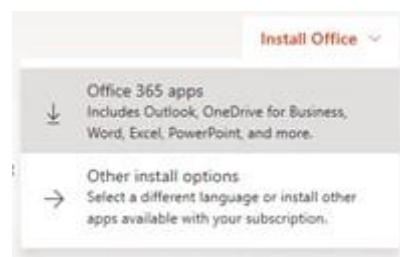 Install Office
Office 365 apps
Includes Outlook, OneDrive for Business,
Word, Excel, PowerPoint, and more.
Other install options
Select a different language or install other
apps available with your subscription.